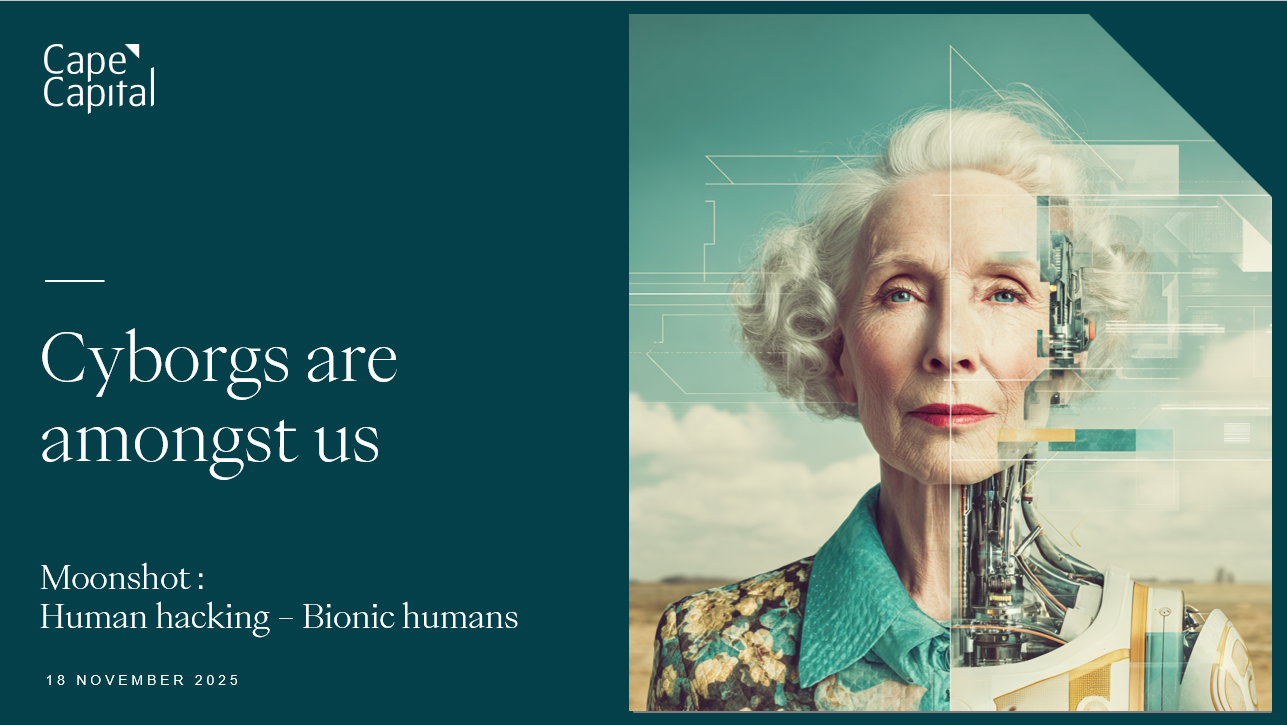 Cape
Capital
Cyborgs are
amongst us
Moonshot :
Human hacking – Bionic humans
18 NOVEMBER 2025